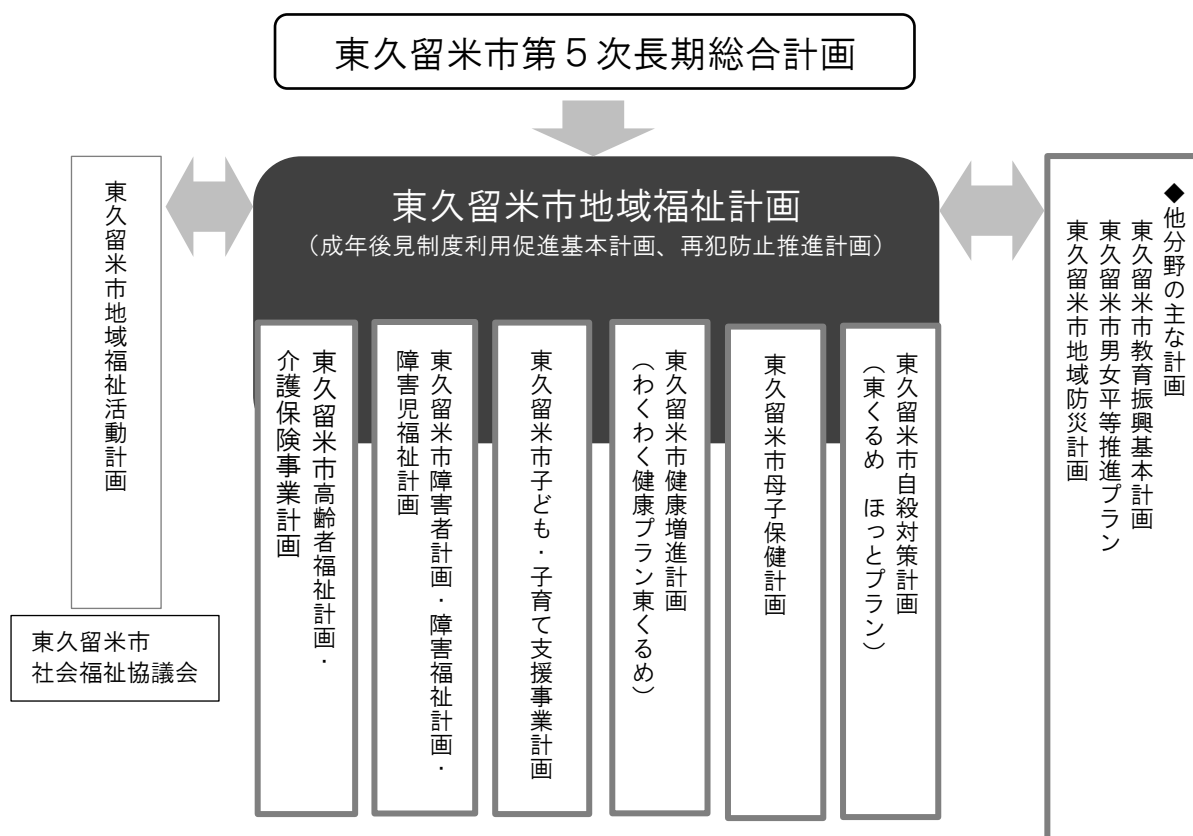 東久留米市第５次長期総合計画
東久留米市地域福祉計画
（成年後見制度利用促進基本計画、再犯防止推進計画）
東久留米市地域福祉活動計画
東久留米市
社会福祉協議会
東久留米市高齢者福祉計画・
介護保険事業計画
東久留米市障害者計画・障害福祉計画・
障害児福祉計画
東久留米市子ども・子育て支援事業計画
東久留米市健康増進計画
（わくわく健康プラン東くるめ）
東久留米市母子保健計画
東久留米市自殺対策計画
（東くるめ　ほっとプラン）
◆他分野の主な計画
東久留米市教育振興基本計画
東久留米市男女平等推進プラン
東久留米市地域防災計画